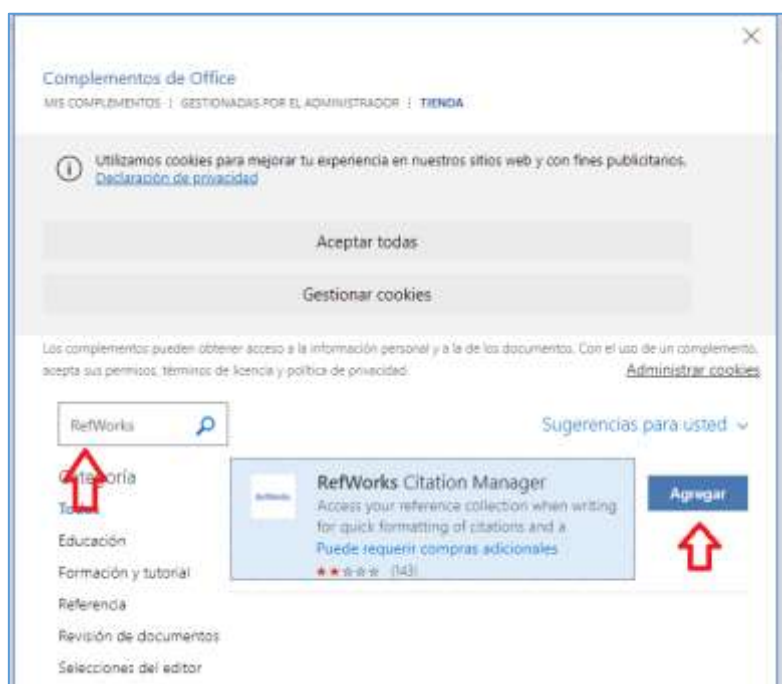 Complementos de Office
MIS COMPLEMENTOS | GESTIONADAS POR EL ADMINISTRADOR | TIENDA
Utilizamos cookies para mejorar tu experiencia en nuestros sitios web y con fines publicitarios.
Declaración de privacidad
Aceptar todas
Gestionar cookies
Los complementos pueden obtener acceso a la información personal y a la de los documentos. Con el uso de un complemento,
acepta sus permisos, términos de licencia y política de privacidad.
Administrar cookies
RefWorks
Sugerencias para usted
Categoría
Todo
Educación
Formación y tutorial
Referencia
Revisión de documentos
Selecciones del editor
RefWorks
RefWorks Citation Manager
Access your reference collection when writing
for quick formatting of citations and a
Puede requerir compras adicionales
(143)
Agregar